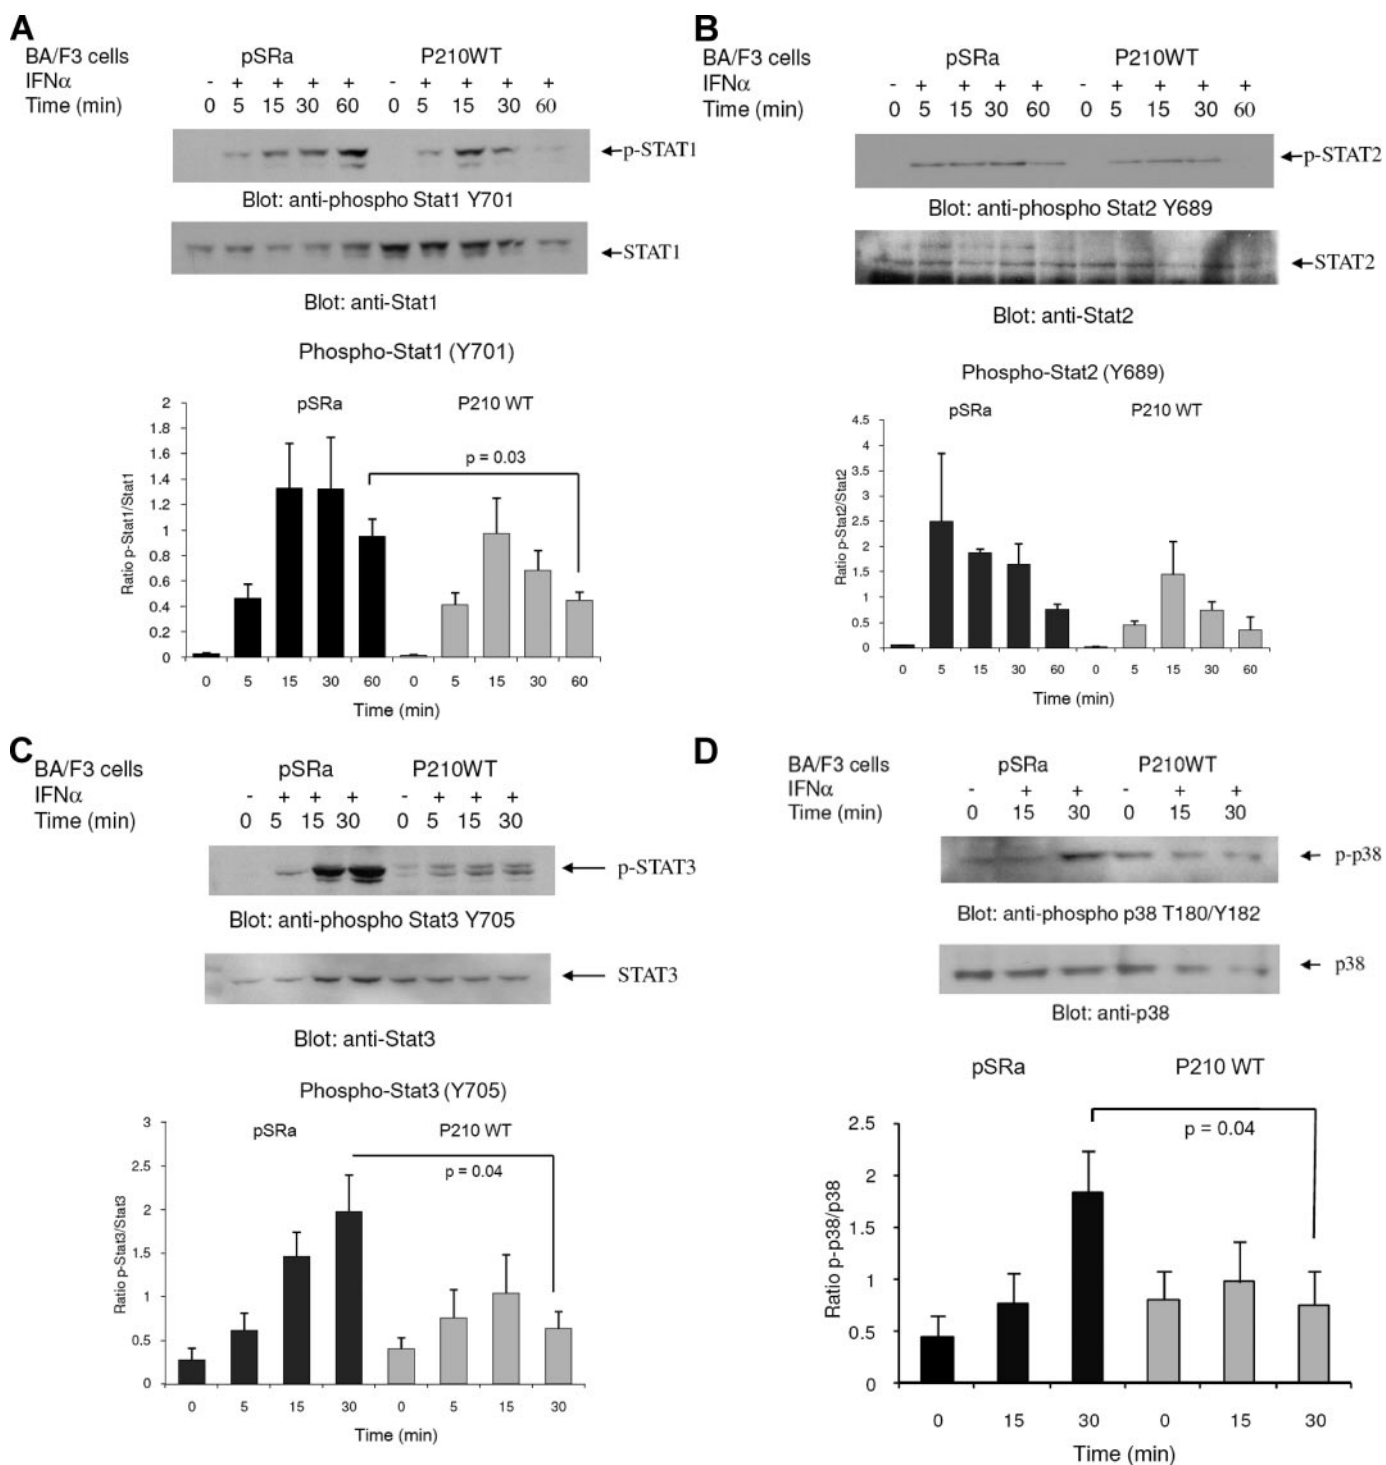 A
BA/F3 cells pSRa P210WT
IFNα - + + + + - + + + +
Time (min) 0 5 15 30 60 0 5 15 30 60
p-STAT1
Blot: anti-phospho Stat1 Y701
STAT1
Blot: anti-Stat1
Phospho-Stat1 (Y701)
pSRa P210 WT
p = 0.03
Ratio p-Stat1/Stat1
2
1.8
1.6
1.4
1.2
1
0.8
0.6
0.4
0.2
0
0 5 15 30 60 0 5 15 30 60
Time (min)
B
BA/F3 cells pSRa P210WT
IFNα - + + + + - + + + +
Time (min) 0 5 15 30 60 0 5 15 30 60
p-STAT2
Blot: anti-phospho Stat2 Y689
STAT2
Blot: anti-Stat2
Phospho-Stat2 (Y689)
pSRa P210 WT
Ratio p-Stat2/Stat2
4.5
4
3.5
3
2.5
2
1.5
1
0.5
0
0 5 15 30 60 0 5 15 30 60
Time (min)
C
BA/F3 cells pSRa P210WT
IFNα - + + + - + + +
Time (min) 0 5 15 30 0 5 15 30
p-STAT3
Blot: anti-phospho Stat3 Y705
STAT3
Blot: anti-Stat3
Phospho-Stat3 (Y705)
pSRa P210 WT
p = 0.04
Ratio p-Stat3/Stat3
3
2.5
2
1.5
1
0.5
0
0 5 15 30 0 5 15 30
Time (min)
D
BA/F3 cells pSRa P210WT
IFNα - + + - + +
Time (min) 0 15 30 0 15 30
p-p38
Blot: anti-phospho p38 T180/Y182
p38
Blot: anti-p38
pSRa P210 WT
p = 0.04
Ratio p-p38/p38
2.5
2
1.5
1
0.5
0
0 15 30 0 15 30
Time (min)